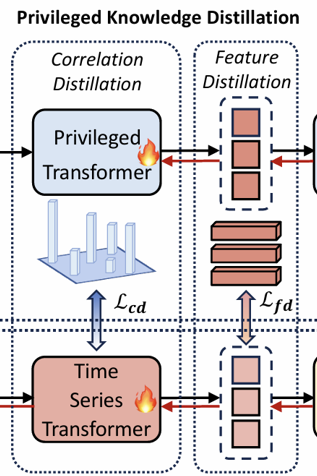 Privileged Knowledge Distillation
Correlation
Distillation
Feature
Distillation
Privileged
Transformer
ℒcd
ℒfd
Time
Series
Transformer